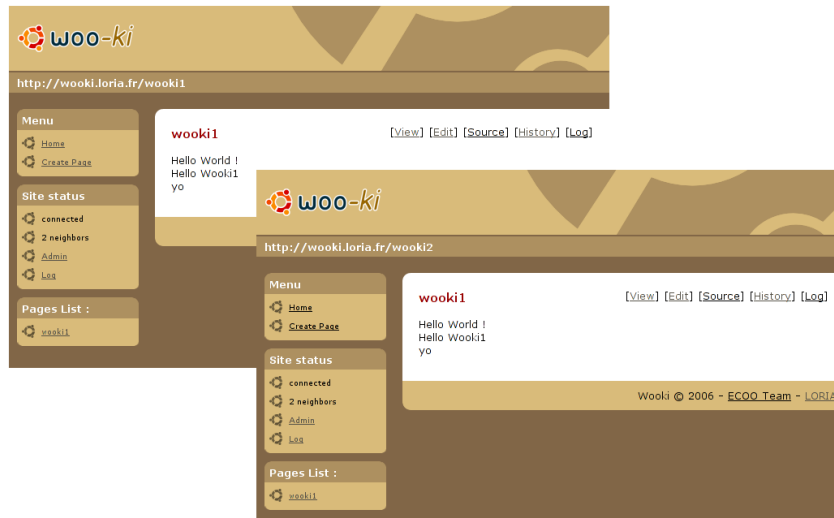 woo-ki
http://wooki.loria.fr/wooki1
Menu
Home
Create Page
Site status
connected
2 neighbors
Admin
Log
Pages List :
wooki1
wooki1
[View] [Edit] [Source] [History] [Log]
Hello World !
Hello Wooki1
yo
woo-ki
http://wooki.loria.fr/wooki2
Menu
Home
Create Page
Site status
connected
2 neighbors
Admin
Log
Pages List :
wooki1
wooki1
[View] [Edit] [Source] [History] [Log]
Hello World !
Hello Wooki1
yo
Wooki © 2006 - ECOO Team - LORIA